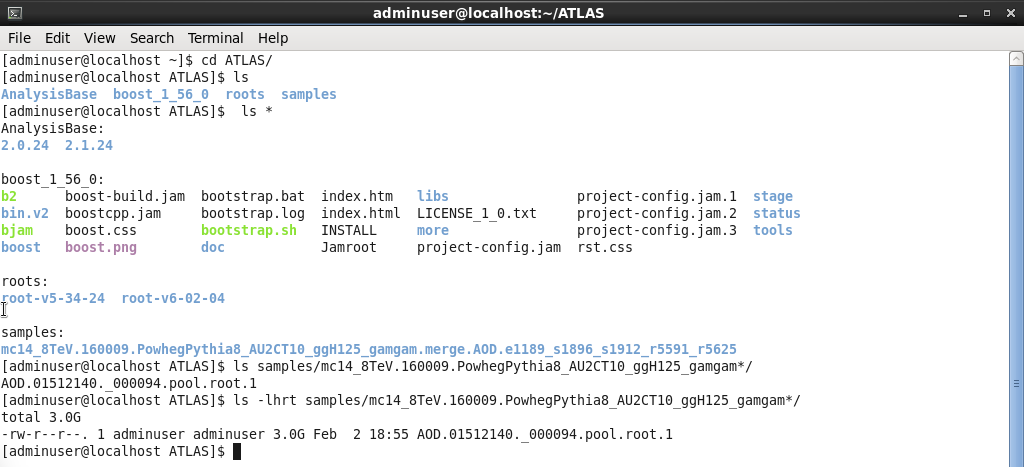 adminuser@localhost:~/ATLAS
File Edit View Search Terminal Help
[adminuser@localhost ~]$ cd ATLAS/
[adminuser@localhost ATLAS]$ ls
AnalysisBase  boost_1_56_0  roots  samples
[adminuser@localhost ATLAS]$  ls *
AnalysisBase:
2.0.24  2.1.24

boost_1_56_0:
b2      boost-build.jam  bootstrap.bat  index.htm   libs                project-config.jam.1  stage
bin.v2  boostcpp.jam     bootstrap.log  index.html  LICENSE_1_0.txt     project-config.jam.2  status
bjam    boost.css        bootstrap.sh   INSTALL     more                project-config.jam.3  tools
boost   boost.png        doc            Jamroot     project-config.jam  rst.css

roots:
root-v5-34-24  root-v6-02-04

samples:
mc14_8TeV.160009.PowhegPythia8_AU2CT10_ggH125_gamgam.merge.AOD.e1189_s1896_s1912_r5591_r5625
[adminuser@localhost ATLAS]$ ls samples/mc14_8TeV.160009.PowhegPythia8_AU2CT10_ggH125_gamgam*/
AOD.01512140._000094.pool.root.1
[adminuser@localhost ATLAS]$ ls -lhrt samples/mc14_8TeV.160009.PowhegPythia8_AU2CT10_ggH125_gamgam*/
total 3.0G
-rw-r--r--. 1 adminuser adminuser 3.0G Feb  2 18:55 AOD.01512140._000094.pool.root.1
[adminuser@localhost ATLAS]$